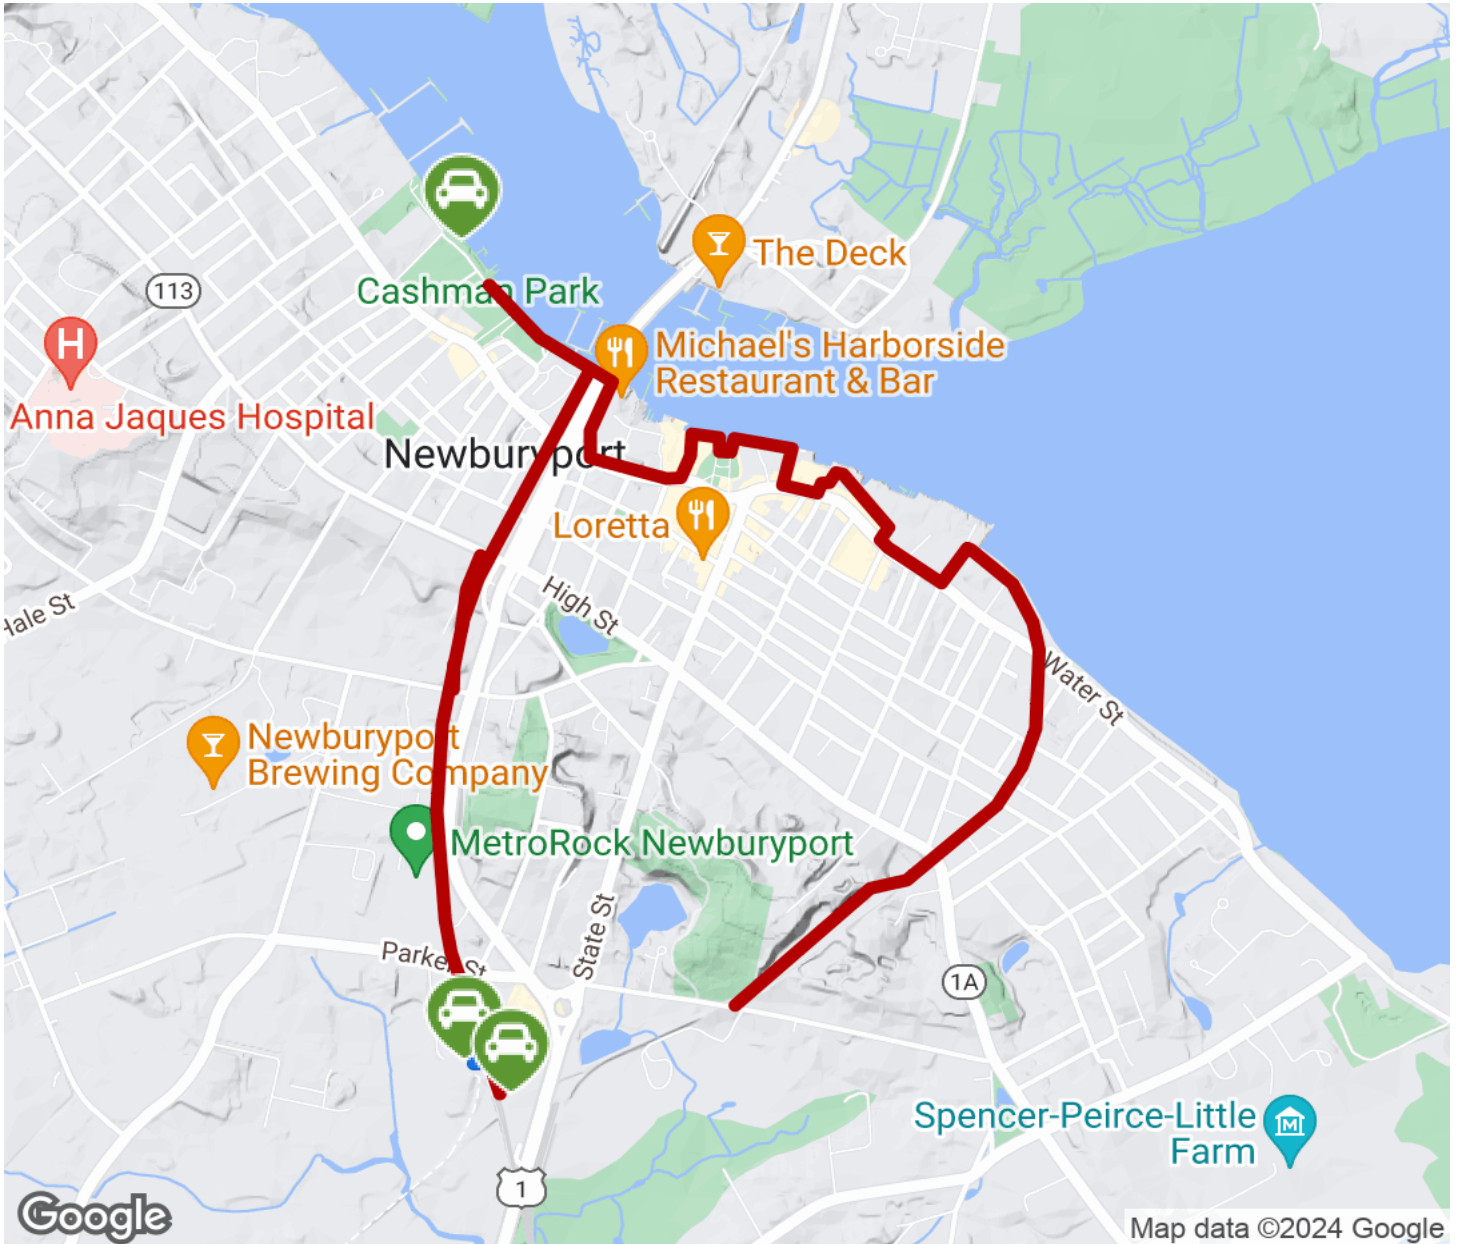 The Deck
113
Cashman Park
H
Michael's Harborside
Restaurant & Bar
Anna Jaques Hospital
Newburyport
Loretta
High St
Hale St
Water St
Newburyport
Brewing Company
MetroRock Newburyport
State St
Parker St
1A
Spencer-Peirce-Little
Farm
M
1
Google
Map data ©2024 Google